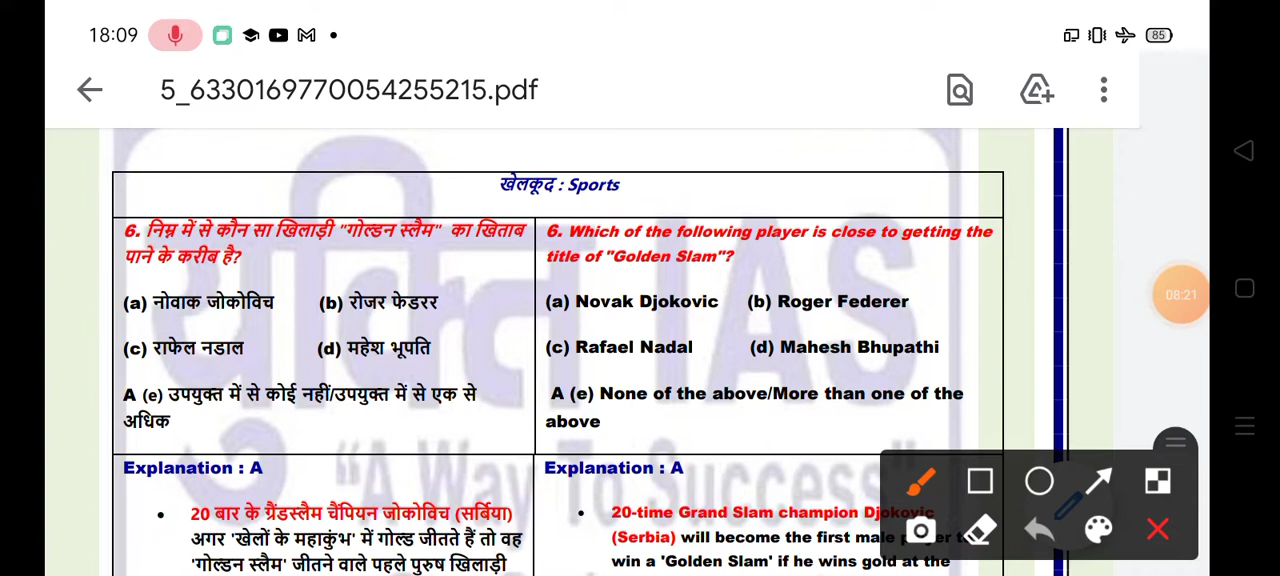 18:09
85
5_6330169770054255215.pdf
खेलकूद : Sports
6. निम्न में से कौन सा खिलाड़ी "गोल्डन स्लैम" का खिताब
पाने के करीब है?
(a) नोवाक जोकोविच (b) रोजर फेडरर
(c) राफेल नडाल (d) महेश भूपति
A (e) उपयुक्त में से कोई नहीं/उपयुक्त में से एक से
अधिक
6. Which of the following player is close to getting the
title of "Golden Slam"?
(a) Novak Djokovic (b) Roger Federer
(c) Rafael Nadal (d) Mahesh Bhupathi
A (e) None of the above/More than one of the
above
08:21
Explanation : A
• 20 बार के ग्रैंडस्लैम चैंपियन जोकोविच (सर्बिया)
अगर 'खेलों के महाकुंभ' में गोल्ड जीतते हैं तो वह
'गोल्डन स्लैम' जीतने वाले पहले पुरुष खिलाड़ी
Explanation : A
• 20-time Grand Slam champion Djokovic
(Serbia) will become the first male
win a 'Golden Slam' if he wins gold at the
युक्ति IAS
"A Way To Success"